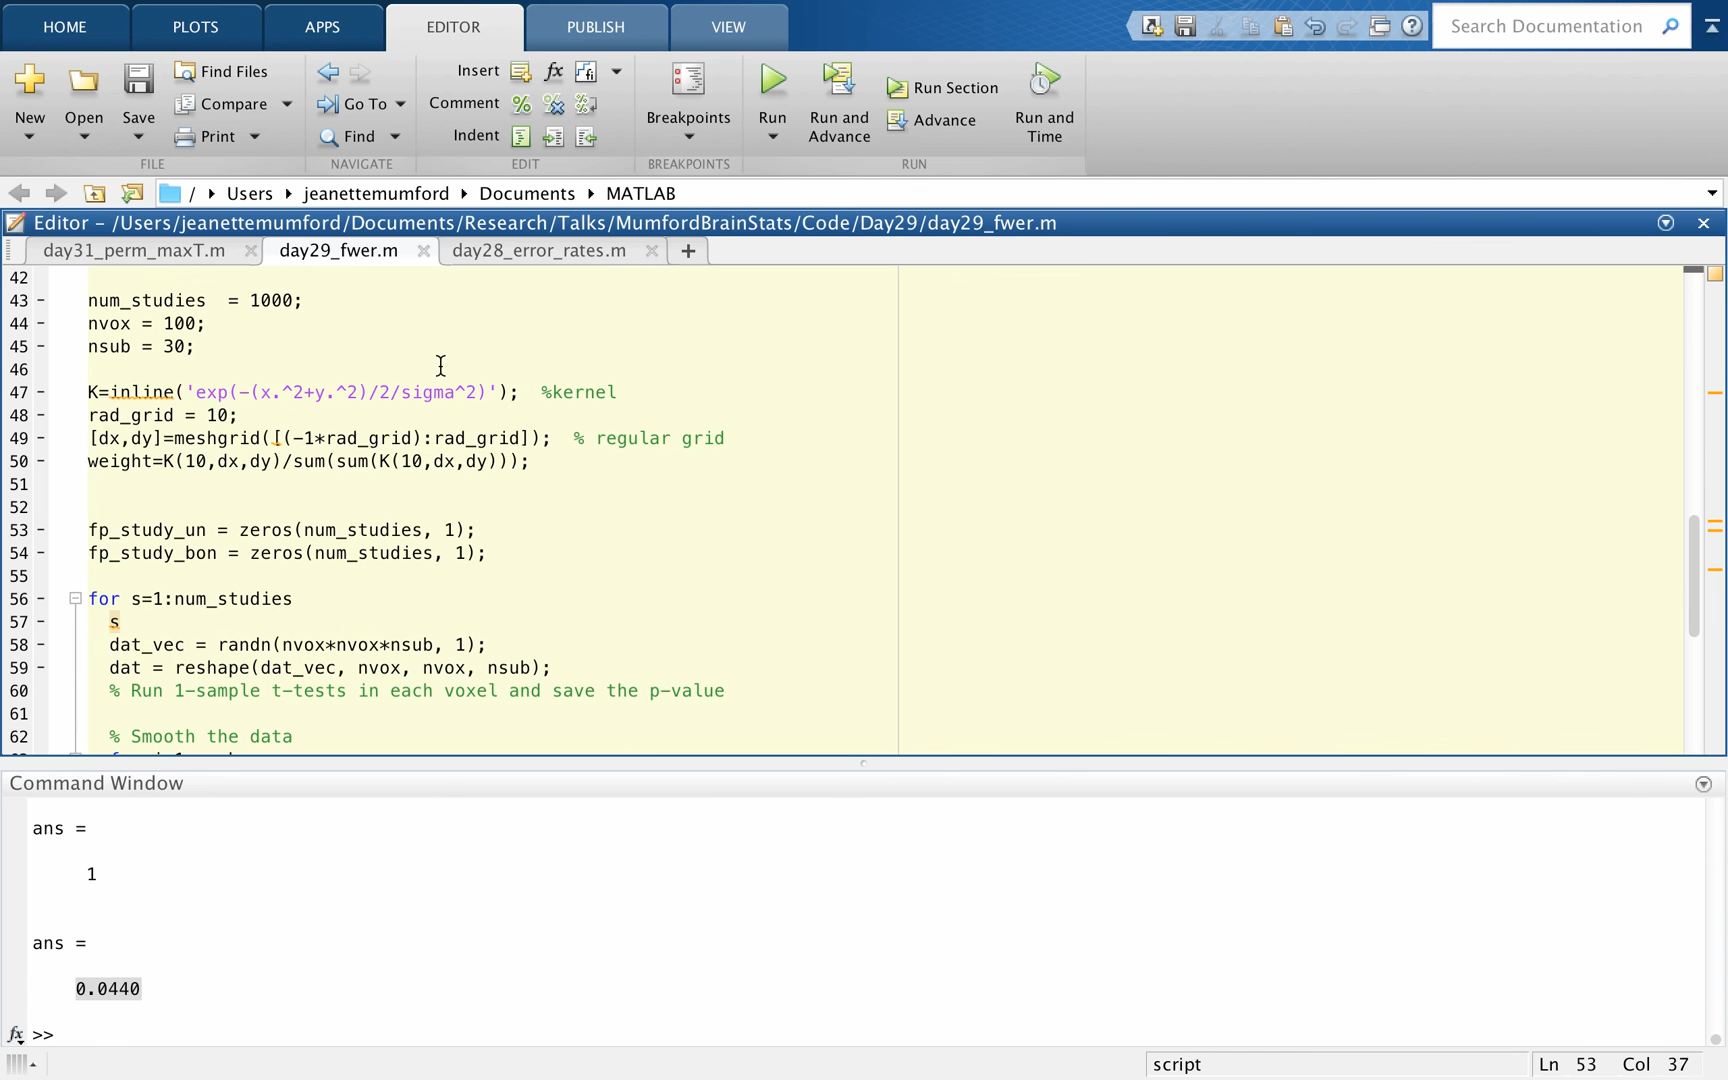 HOME PLOTS APPS EDITOR PUBLISH VIEW Search Documentation
New Open Save Find Files Compare Print Go To Find Insert fx Comment Indent Breakpoints Run Run and Advance Run Section Advance Run and Time
FILE NAVIGATE EDIT BREAKPOINTS RUN
/ Users jeanettemumford Documents MATLAB
Editor – /Users/jeanettemumford/Documents/Research/Talks/MumfordBrainStats/Code/Day29/day29_fwer.m
day31_perm_maxT.m day29_fwer.m day28_error_rates.m +
42
43 – num_studies  = 1000;
44 – nvox = 100;
45 – nsub = 30;
46
47 – K=inline('exp(-(x.^2+y.^2)/2/sigma^2)');  %kernel
48 – rad_grid = 10;
49 – [dx,dy]=meshgrid([(-1*rad_grid):rad_grid]);  % regular grid
50 – weight=K(10,dx,dy)/sum(sum(K(10,dx,dy)));
51
52
53 – fp_study_un = zeros(num_studies, 1);
54 – fp_study_bon = zeros(num_studies, 1);
55
56 – for s=1:num_studies
57 – s
58 – dat_vec = randn(nvox*nvox*nsub, 1);
59 – dat = reshape(dat_vec, nvox, nvox, nsub);
60 % Run 1-sample t-tests in each voxel and save the p-value
61
62 % Smooth the data
Command Window
ans =
1
ans =
0.0440
fx >>
script Ln 53 Col 37